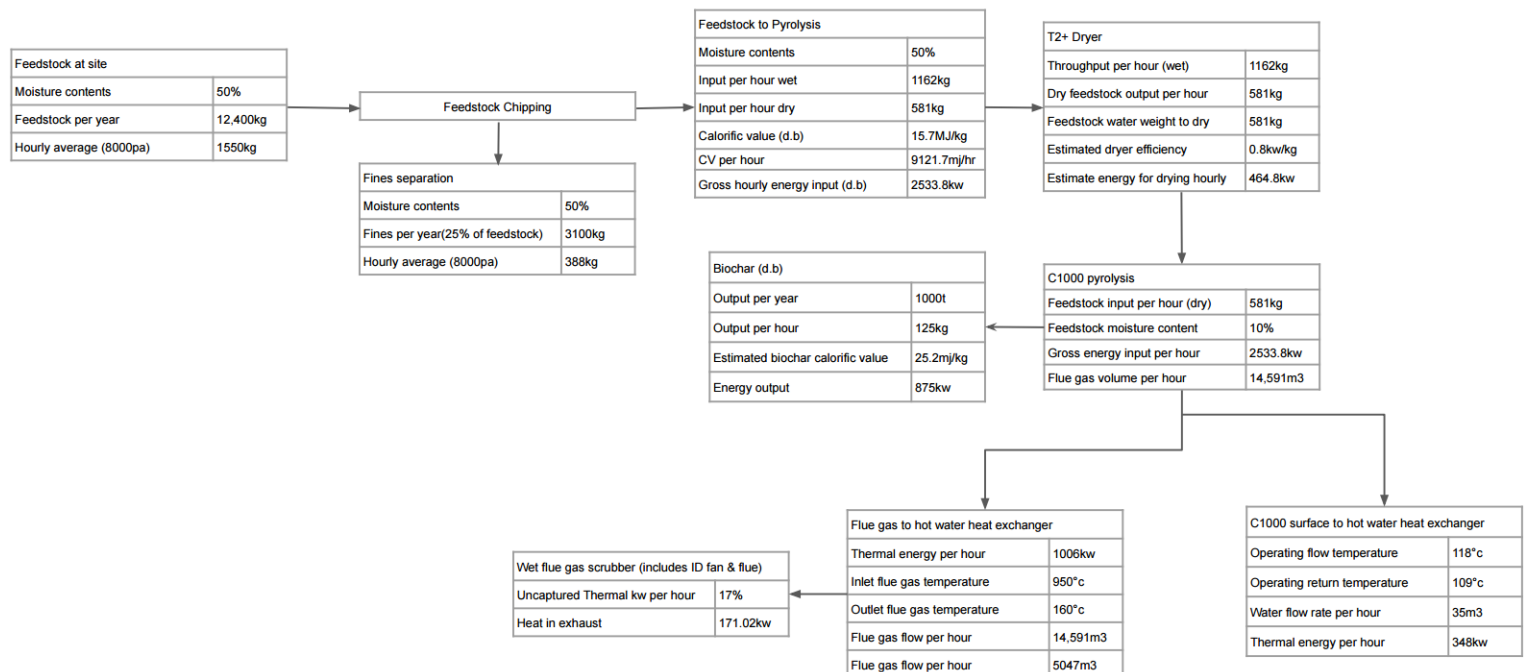 Feedstock at site
Moisture contents 50%
Feedstock per year 12,400kg
Hourly average (8000pa) 1550kg
Feedstock Chipping
Fines separation
Moisture contents 50%
Fines per year(25% of feedstock) 3100kg
Hourly average (8000pa) 388kg
Feedstock to Pyrolysis
Moisture contents 50%
Input per hour wet 1162kg
Input per hour dry 581kg
Calorific value (d.b) 15.7MJ/kg
CV per hour 9121.7mj/hr
Gross hourly energy input (d.b) 2533.8kw
T2+ Dryer
Throughput per hour (wet) 1162kg
Dry feedstock output per hour 581kg
Feedstock water weight to dry 581kg
Estimated dryer efficiency 0.8kw/kg
Estimate energy for drying hourly 464.8kw
Biochar (d.b)
Output per year 1000t
Output per hour 125kg
Estimated biochar calorific value 25.2mj/kg
Energy output 875kw
C1000 pyrolysis
Feedstock input per hour (dry) 581kg
Feedstock moisture content 10%
Gross energy input per hour 2533.8kw
Flue gas volume per hour 14,591m3
Wet flue gas scrubber (includes ID fan & flue)
Uncaptured Thermal kw per hour 17%
Heat in exhaust 171.02kw
Flue gas to hot water heat exchanger
Thermal energy per hour 1006kw
Inlet flue gas temperature 950°c
Outlet flue gas temperature 160°c
Flue gas flow per hour 14,591m3
Flue gas flow per hour 5047m3
C1000 surface to hot water heat exchanger
Operating flow temperature 118°c
Operating return temperature 109°c
Water flow rate per hour 35m3
Thermal energy per hour 348kw